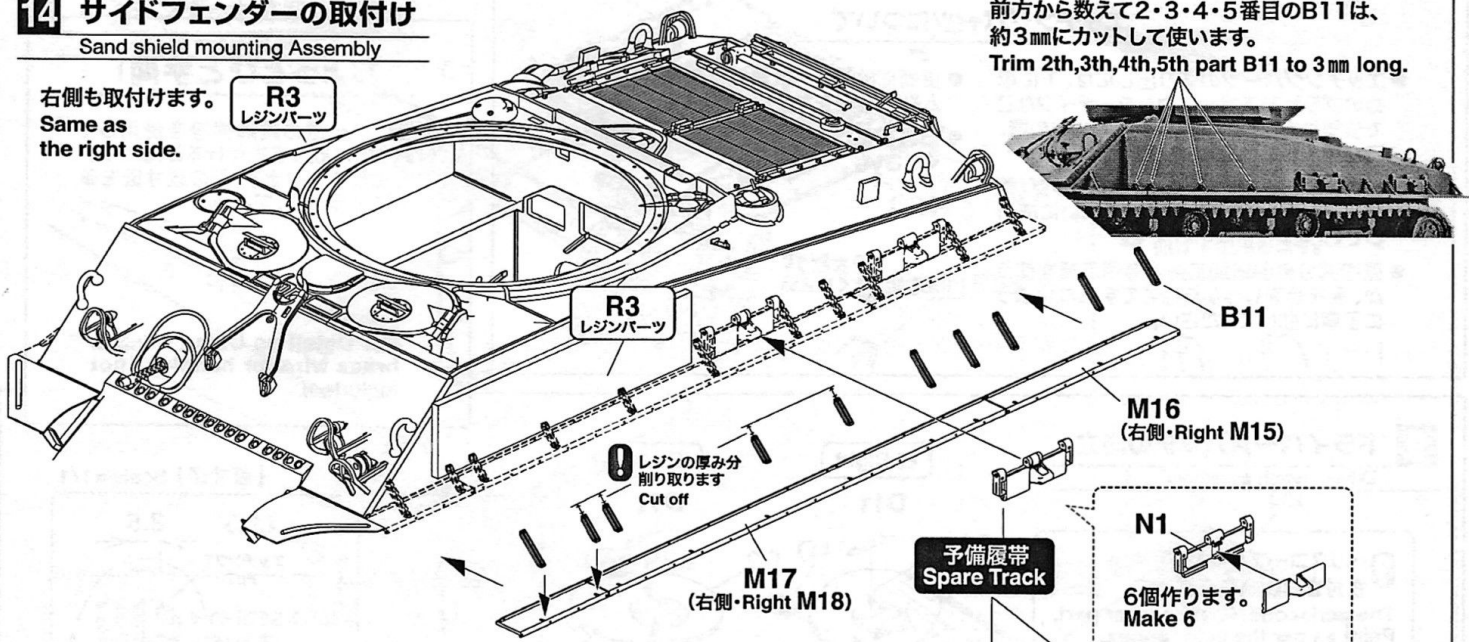 14 サイドフェンダーの取付け
Sand shield mounting Assembly
右側も取付けます。
Same as
the right side.
R3
レジンパーツ
前方から数えて2・3・4・5番目のB11は、
約3㎜にカットして使います。
Trim 2th,3th,4th,5th part B11 to 3㎜ long.
R3
レジンパーツ
B11
M16
(右側・Right M15)
レジンの厚み分
削り取ります
Cut off
M17
(右側・Right M18)
予備履帯
Spare Track
N1
6個作ります。
Make 6